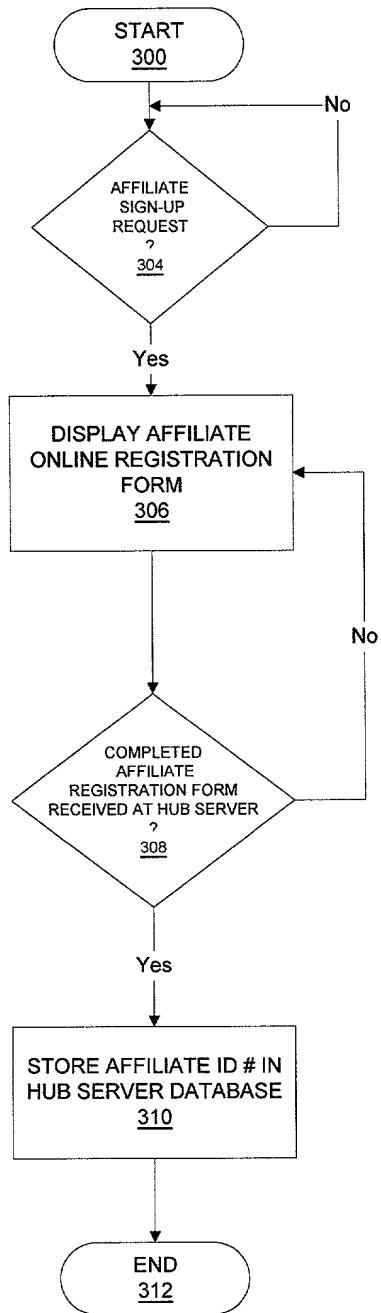 START
300
No
AFFILIATE
SIGN-UP
REQUEST
?
304
Yes
DISPLAY AFFILIATE
ONLINE REGISTRATION
FORM
306
No
COMPLETED
AFFILIATE
REGISTRATION FORM
RECEIVED AT HUB SERVER
?
308
Yes
STORE AFFILIATE ID # IN
HUB SERVER DATABASE
310
END
312